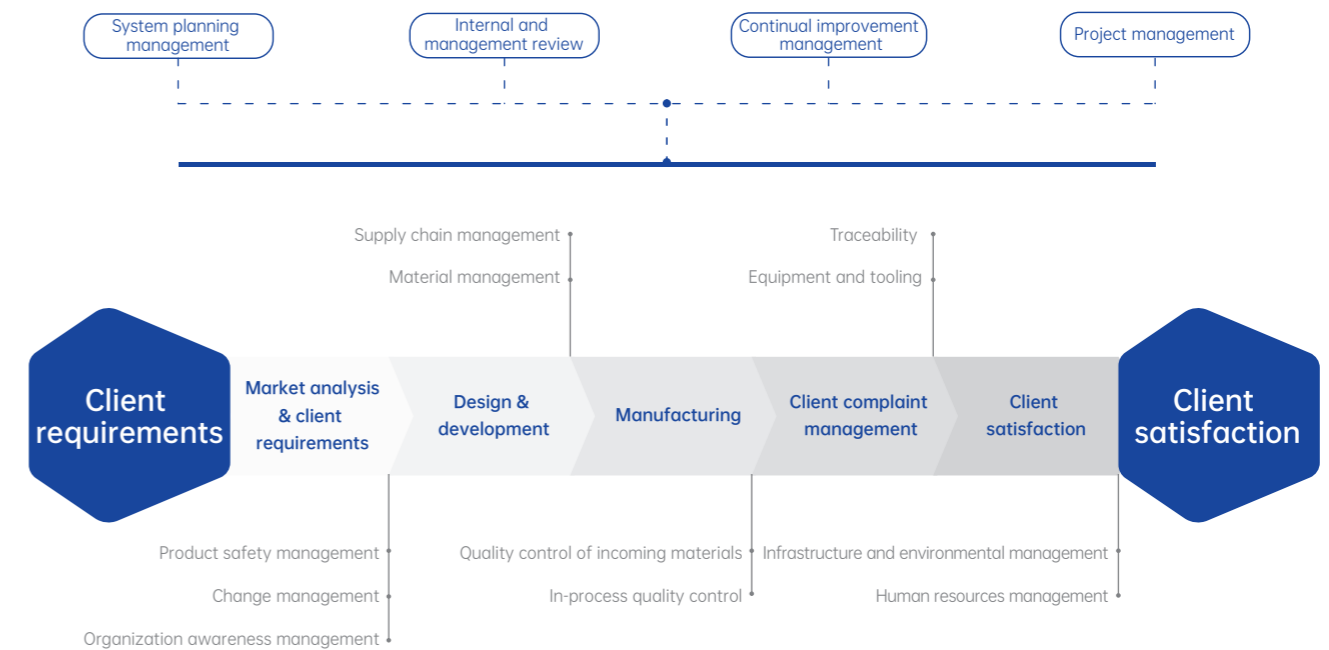 System planning
management
Internal and
management review
Continual improvement
management
Project management
Supply chain management
Material management
Traceability
Equipment and tooling
Client
requirements
Market analysis
& client
requirements
Design &
development
Manufacturing
Client complaint
management
Client
satisfaction
Client
satisfaction
Product safety management
Change management
Organization awareness management
Quality control of incoming materials
In-process quality control
Infrastructure and environmental management
Human resources management